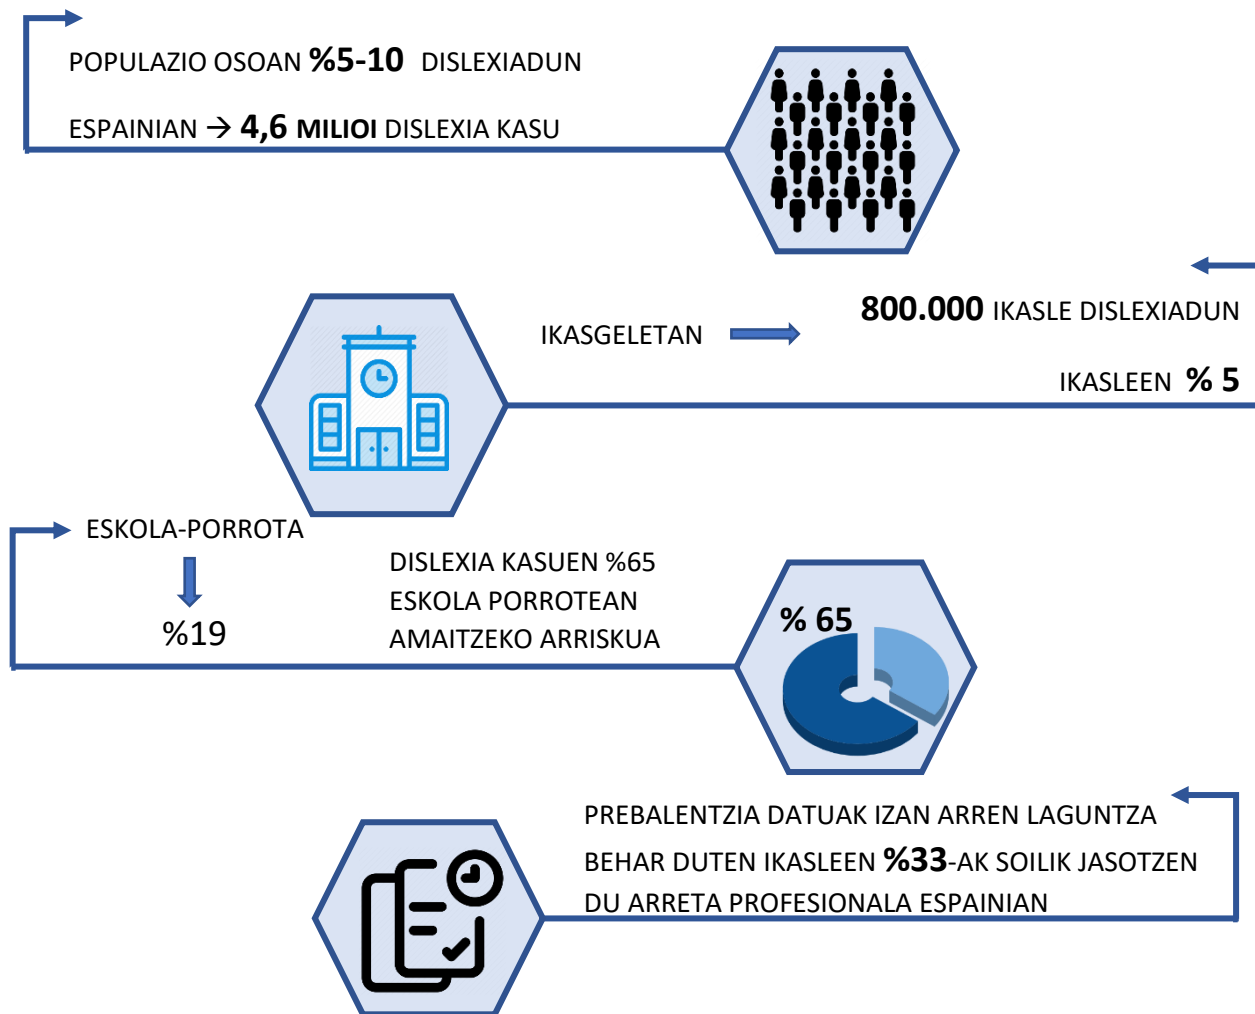 POPULAZIO OSOAN %5-10 DISLEXIADUN
ESPAINIAN → 4,6 MILIOI DISLEXIA KASU
IKASGELETAN
800.000 IKASLE DISLEXIADUN
IKASLEEN % 5
ESKOLA-PORROTA
%19
DISLEXIA KASUEN %65
ESKOLA PORROTEAN
AMAITZEKO ARRISKUA
% 65
PREBALENTZIA DATUAK IZAN ARREN LAGUNTZA
BEHAR DUTEN IKASLEEN %33-AK SOILIK JASOTZEN
DU ARRETA PROFESIONALA ESPAINIAN